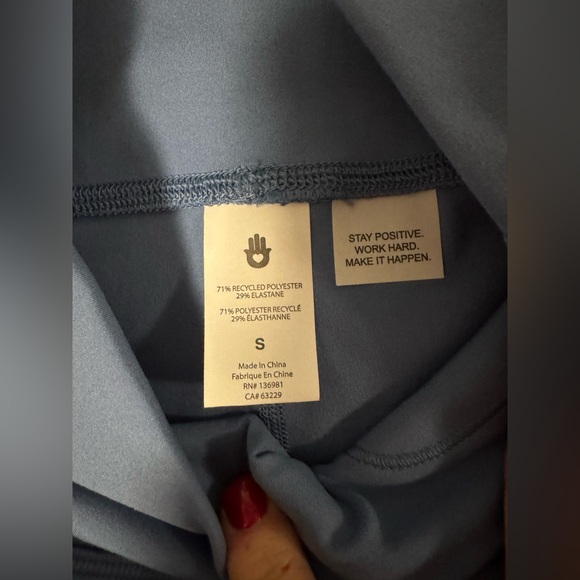 71% RECYCLED POLYESTER
29% ELASTANE
71% POLYESTER RECYCLÉ
29% ÉLASTHANNE
S
Made In China
Fabrique En Chine
RN# 136981
CA# 63229
STAY POSITIVE.
WORK HARD.
MAKE IT HAPPEN.